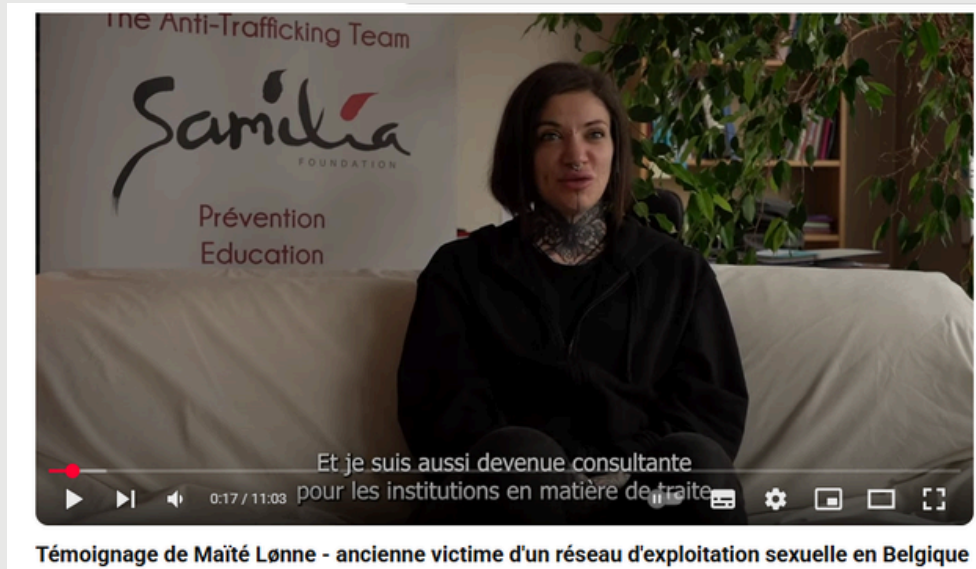 The Anti-Trafficking Team
Samilia
FOUNDATION
Prévention
Education
Et je suis aussi devenue consultante
pour les institutions en matière de traite
0:17 / 11:03
Témoignage de Maïté Lønne - ancienne victime d'un réseau d'exploitation sexuelle en Belgique